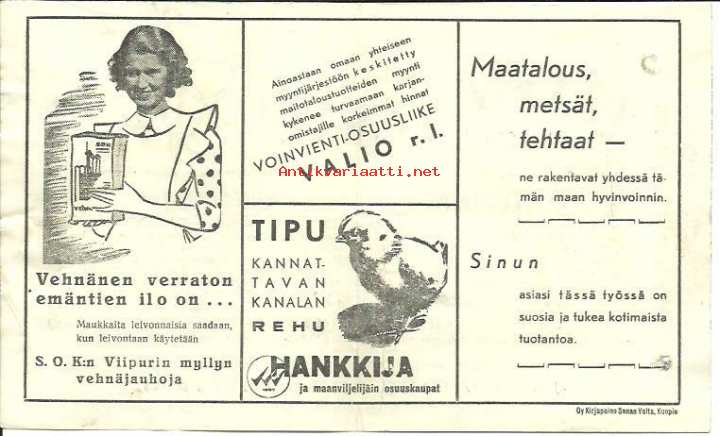 Vehnänen verraton
emäntien ilo on ...
Maukkaita leivonnaisia saadaan,
kun leivontaan käytetään
S. O. K:n Viipurin myllyn
vehnäjauhoja
Ainoastaan omaan yhteiseen
myyntijärjestöön keskitetty
maitotaloustuotteiden myynti
kykenee turvaamaan karjan-
omistajille korkeimmat hinnat
VOINVIENTI-OSUUSLIIKE
VALIO r. l.
Antikvariaatti.net
TIPU
KANNAT-
TAVAN
KANALAN
REHU
HANKKIJA
ja maanviljelijäin osuuskaupat
Maatalous,
metsät,
tehtaat —
ne rakentavat yhdessä tä-
män maan hyvinvoinnin.
Sinun
asiasi tässä työssä on
suosia ja tukea kotimaista
tuotantoa.
Oy Kirjapaino Sanan Valta, Kuopio